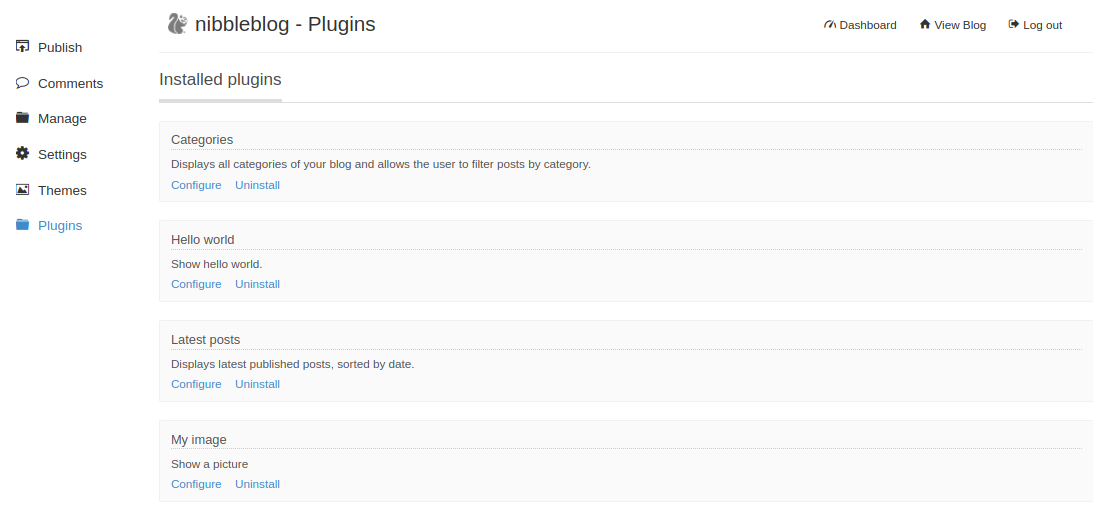 nibbleblog - Plugins
Dashboard
View Blog
Log out
Publish
Comments
Manage
Settings
Themes
Plugins
Installed plugins
Categories
Displays all categories of your blog and allows the user to filter posts by category.
Configure Uninstall
Hello world
Show hello world.
Configure Uninstall
Latest posts
Displays latest published posts, sorted by date.
Configure Uninstall
My image
Show a picture
Configure Uninstall